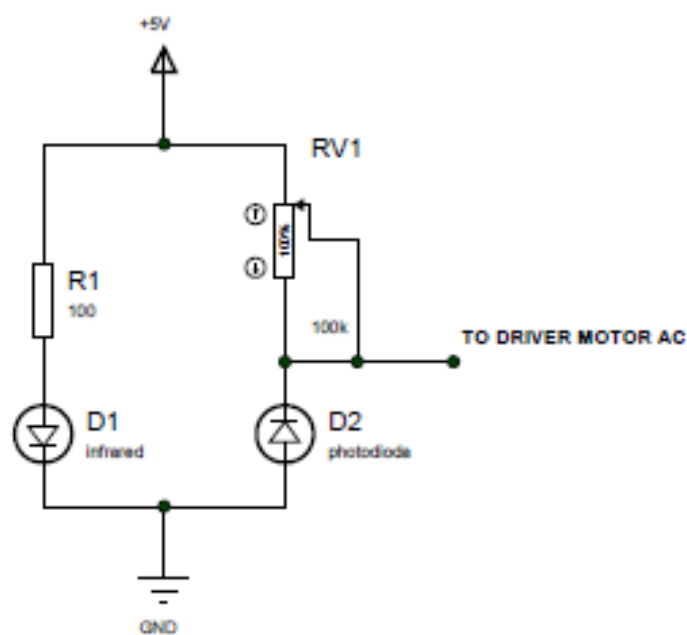 +5V
RV1
100%
R1
100
100k
TO DRIVER MOTOR AC
D1
infrared
D2
photodioda
GND